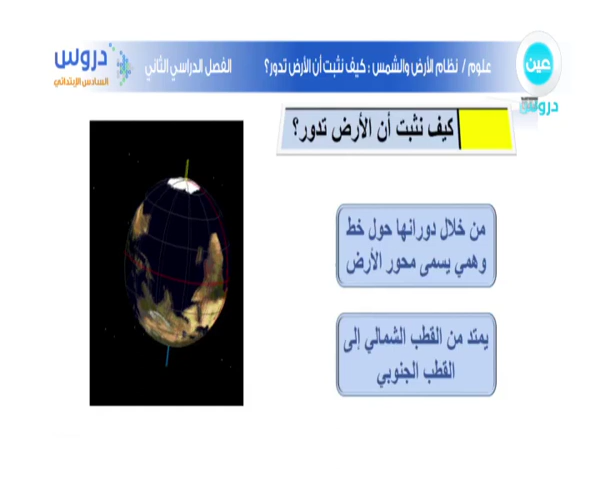 علوم / نظام الأرض والشمس : كيف نثبت أن الأرض تدور؟ الفصل الدراسي الثاني
دروس
السادس الإبتدائي
عين
دروس
كيف نثبت أن الأرض تدور؟
من خلال دورانها حول خط
وهمي يسمى محور الأرض
يمتد من القطب الشمالي إلى
القطب الجنوبي